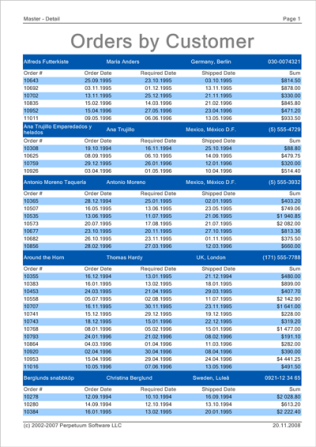 Master - Detail Page 1
Orders by Customer
Alfreds Futterkiste Maria Anders Germany, Berlin 030-0074321
Order # Order Date Required Date Shipped Date Sum
10643 25.09.1995 23.10.1995 03.10.1995 $814.50
10692 03.11.1995 01.12.1995 13.11.1995 $878.00
10702 13.11.1995 25.12.1995 21.11.1995 $330.00
10835 15.02.1996 14.03.1996 21.02.1996 $845.80
10952 15.04.1996 27.05.1996 23.04.1996 $471.20
11011 09.05.1996 06.06.1996 13.05.1996 $933.50
Ana Trujillo Emparedados y helados Ana Trujillo Mexico, México D.F. (5) 555-4729
Order # Order Date Required Date Shipped Date Sum
10308 19.10.1994 16.11.1994 25.10.1994 $88.80
10625 08.09.1995 06.10.1995 14.09.1995 $479.75
10759 29.12.1995 26.01.1996 12.01.1996 $320.00
10926 03.04.1996 01.05.1996 10.04.1996 $514.40
Antonio Moreno Taquería Antonio Moreno Mexico, México D.F. (5) 555-3932
Order # Order Date Required Date Shipped Date Sum
10365 28.12.1994 25.01.1995 02.01.1995 $403.20
10507 16.05.1995 13.06.1995 23.05.1995 $749.06
10535 13.06.1995 11.07.1995 21.06.1995 $1 940.85
10573 20.07.1995 17.08.1995 21.07.1995 $2 082.00
10677 23.10.1995 20.11.1995 27.10.1995 $813.36
10682 26.10.1995 23.11.1995 01.11.1995 $375.50
10856 28.02.1996 27.03.1996 12.03.1996 $660.00
Around the Horn Thomas Hardy UK, London (171) 555-7788
Order # Order Date Required Date Shipped Date Sum
10355 16.12.1994 13.01.1995 21.12.1994 $480.00
10383 16.01.1995 13.02.1995 18.01.1995 $899.00
10453 24.03.1995 21.04.1995 29.03.1995 $407.70
10558 05.07.1995 02.08.1995 11.07.1995 $2 142.90
10707 16.11.1995 30.11.1995 23.11.1995 $1 641.00
10741 15.12.1995 29.12.1995 19.12.1995 $228.00
10743 18.12.1995 15.01.1996 22.12.1995 $319.20
10768 08.01.1996 05.02.1996 15.01.1996 $1 477.00
10793 24.01.1996 21.02.1996 08.02.1996 $191.10
10864 04.03.1996 01.04.1996 11.03.1996 $282.00
10920 02.04.1996 30.04.1996 08.04.1996 $390.00
10953 15.04.1996 29.04.1996 24.04.1996 $4 441.25
11016 10.05.1996 07.06.1996 13.05.1996 $491.50
Berglunds snabbköp Christina Berglund Sweden, Luleå 0921-12 34 65
Order # Order Date Required Date Shipped Date Sum
10278 12.09.1994 10.10.1994 16.09.1994 $2 028.80
10280 14.09.1994 12.10.1994 13.10.1994 $613.20
10384 16.01.1995 13.02.1995 20.01.1995 $2 222.40
(c) 2002-2007 Perpetuum Software LLC 20.11.2008